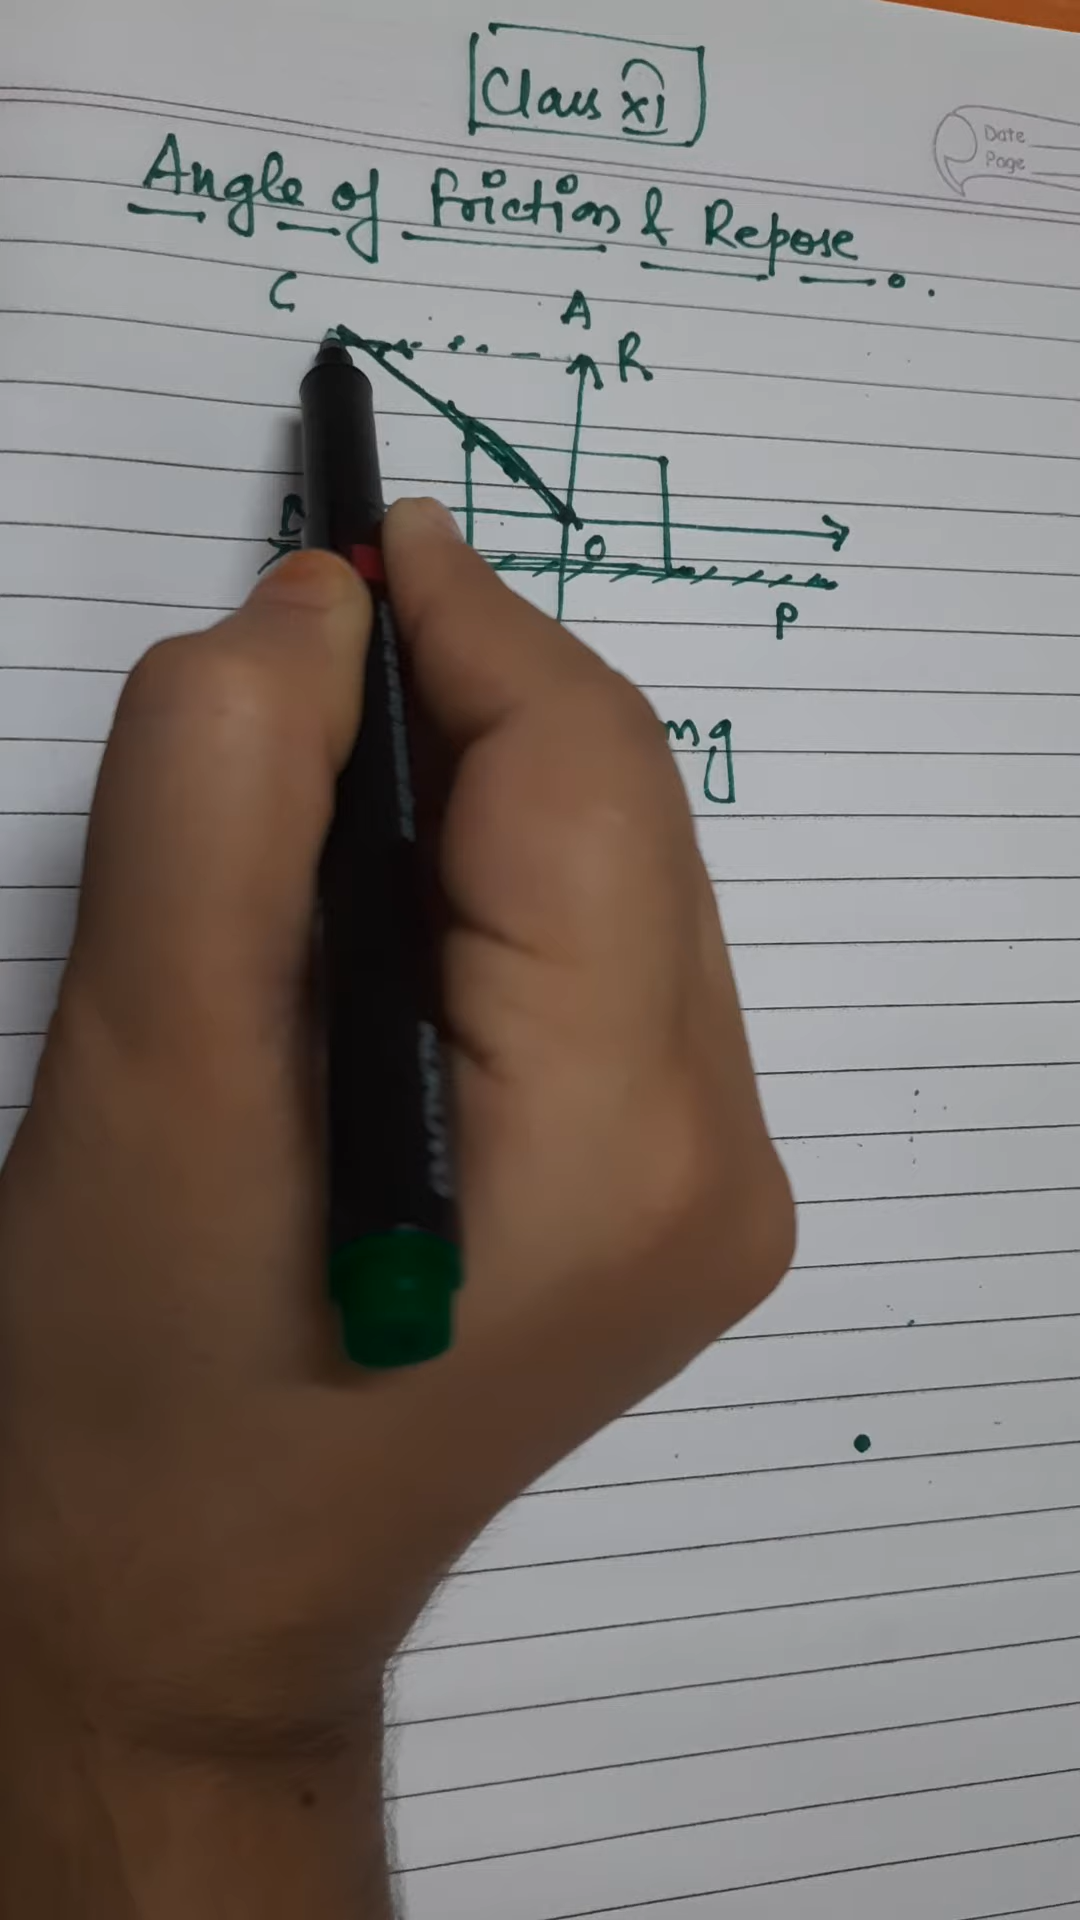 Class XI
Date
Page
Angle of friction & Repose.
C
A
R
O
P
mg